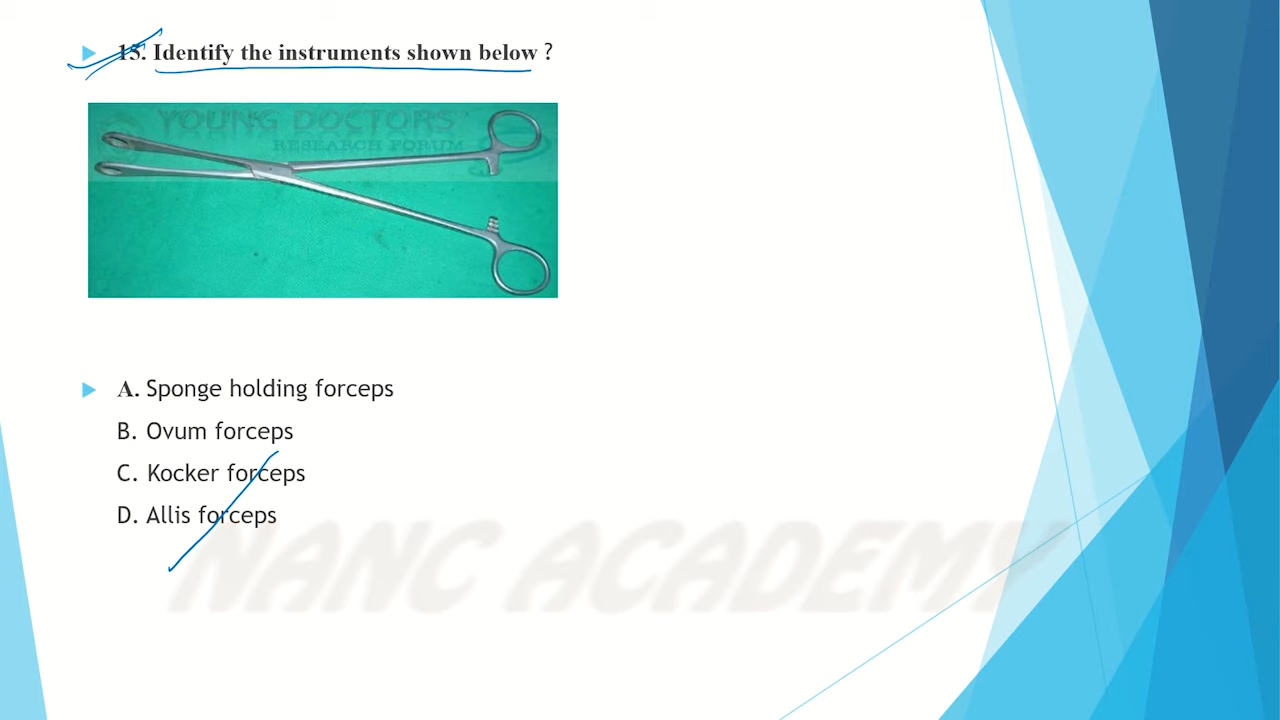 15. Identify the instruments shown below ?
YOUNG DOCTORS
RESEARCH FORUM
A. Sponge holding forceps
B. Ovum forceps
C. Kocker forceps
D. Allis forceps
NANC ACADEMY